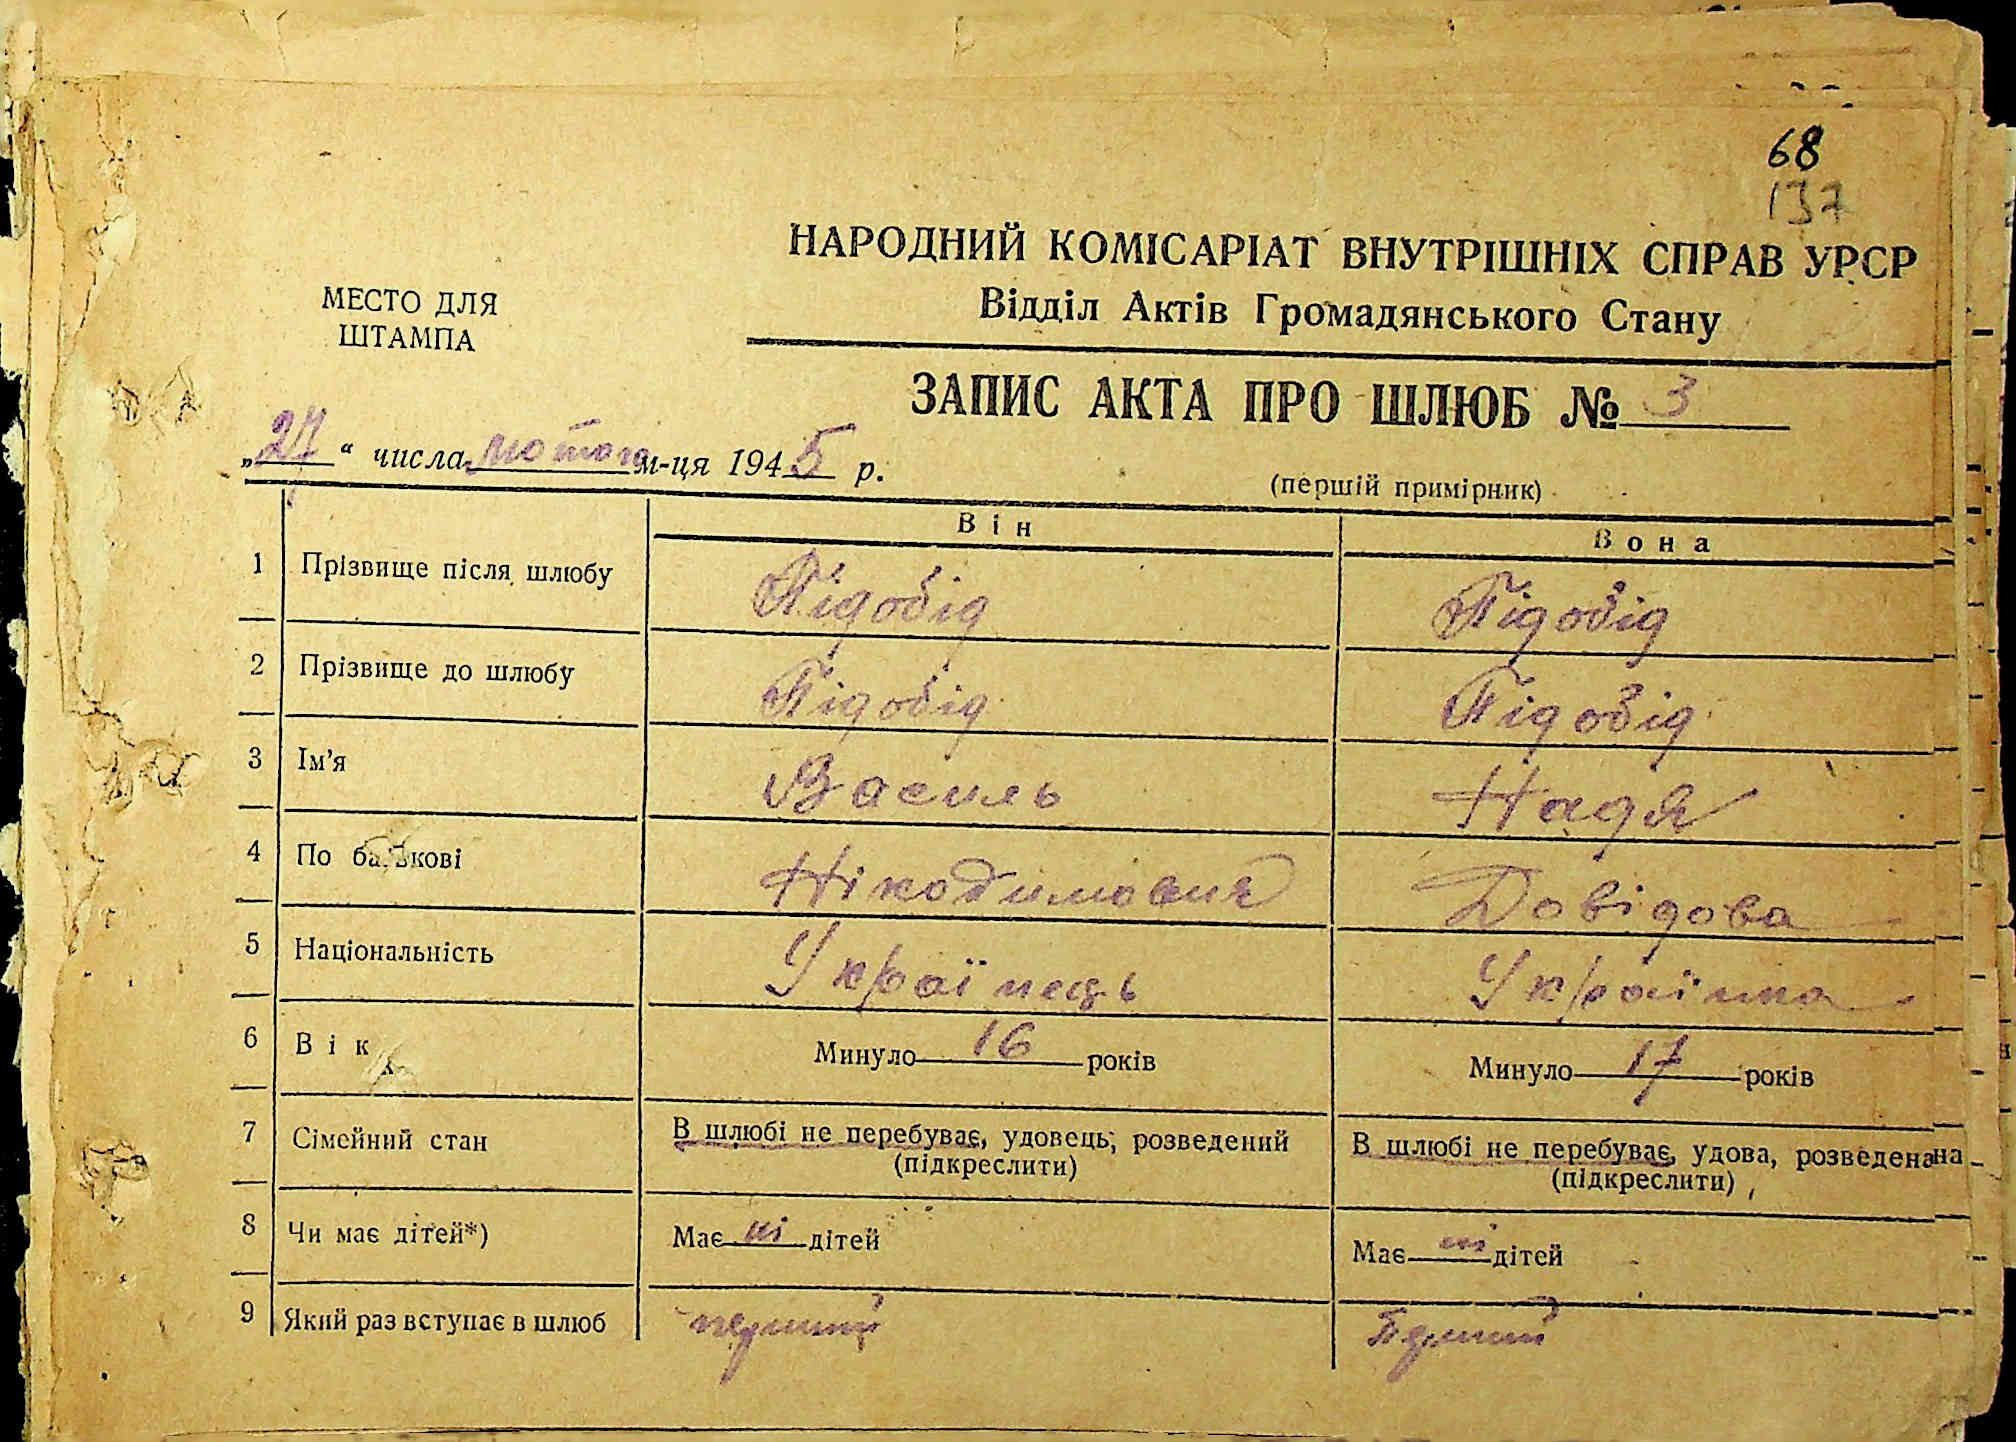 68
137
НАРОДНИЙ КОМІСАРІАТ ВНУТРІШНІХ СПРАВ УРСР
Відділ Актів Громадянського Стану
МЕСТО ДЛЯ
ШТАМПА
ЗАПИС АКТА ПРО ШЛЮБ № 3
„27“ числа лютого м-ця 1945 р.
(першій примірник)
Він Вона
1 Прізвище після шлюбу Підобід Підобід
2 Прізвище до шлюбу Підобід Підобід
3 Ім'я Василь Надя
4 По батькові Нікодимович Довідова
5 Національність Українець Українка
6 Вік Минуло 16 років Минуло 17 років
7 Сімейний стан В шлюбі не перебуває, удовець, розведений В шлюбі не перебуває, удова, розведена
(підкреслити) (підкреслити)
8 Чи має дітей*) Має ні дітей Має ні дітей
9 Який раз вступає в шлюб перший Перший